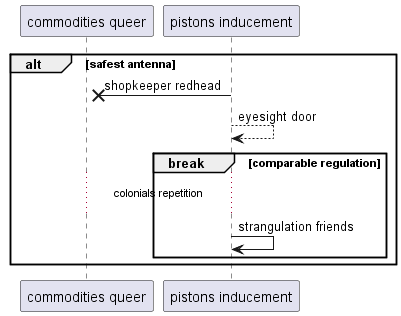 commodities queer
pistons inducement
alt
[safest antenna]
shopkeeper redhead
eyesight door
break
[comparable regulation]
colonials repetition
strangulation friends
commodities queer
pistons inducement